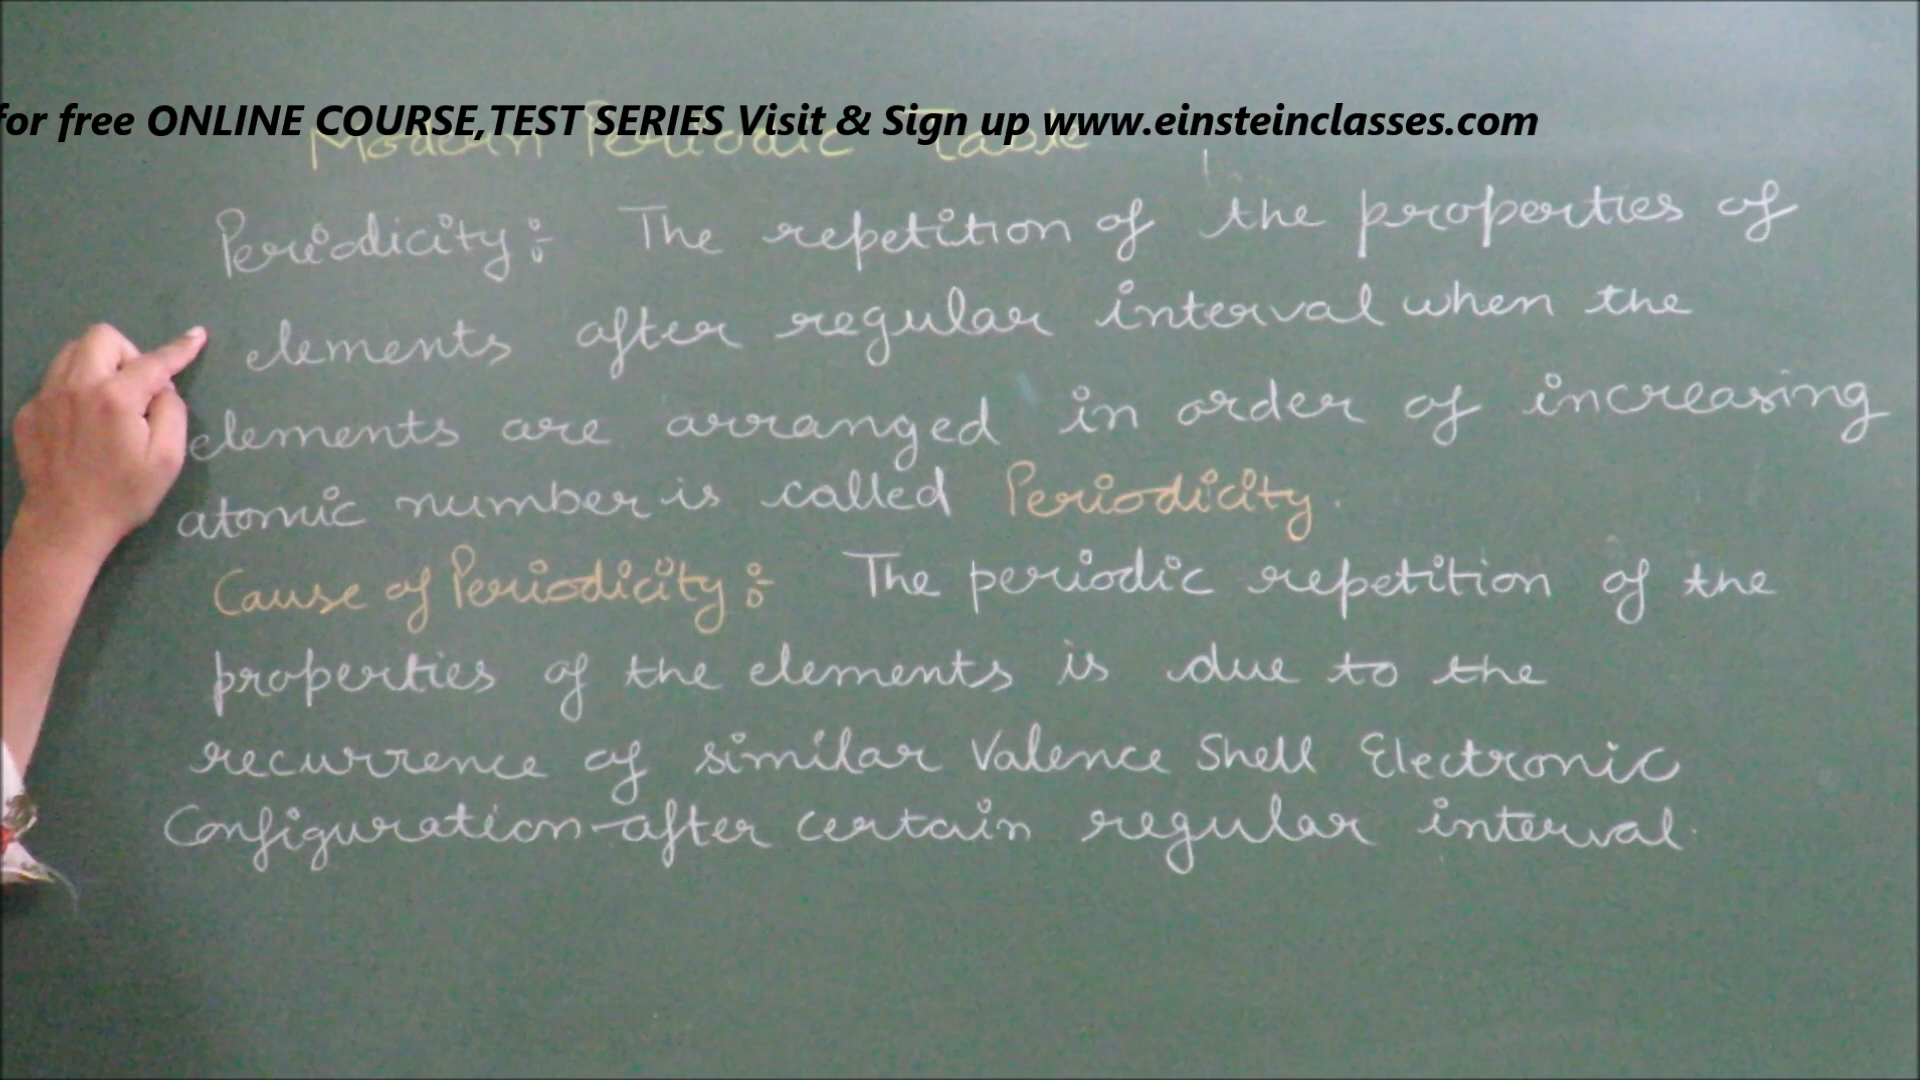 for free ONLINE COURSE,TEST SERIES Visit & Sign up www.einsteinclasses.com
Modern Periodic Table
Periodicity:- The repetition of the properties of
elements after regular interval when the
elements are arranged in order of increasing
atomic number is called Periodicity.
Cause of Periodicity:- The periodic repetition of the
properties of the elements is due to the
recurrence of similar Valence Shell Electronic
Configuration after certain regular interval.